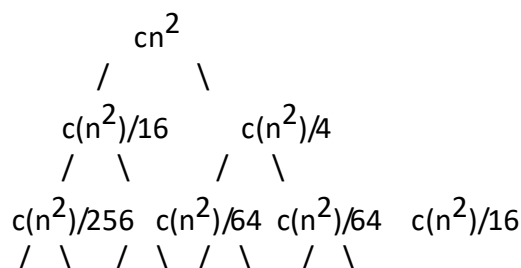 cn²
/ \
c(n²)/16 c(n²)/4
/ \ / \
c(n²)/256 c(n²)/64 c(n²)/64 c(n²)/16
/ \ / \ / \ / \